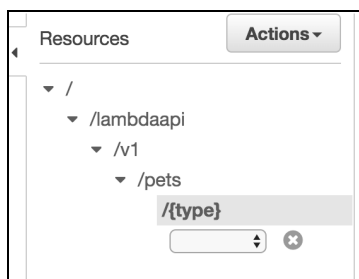 Resources
Actions
/
/lambdaapi
/v1
/pets
/{type}